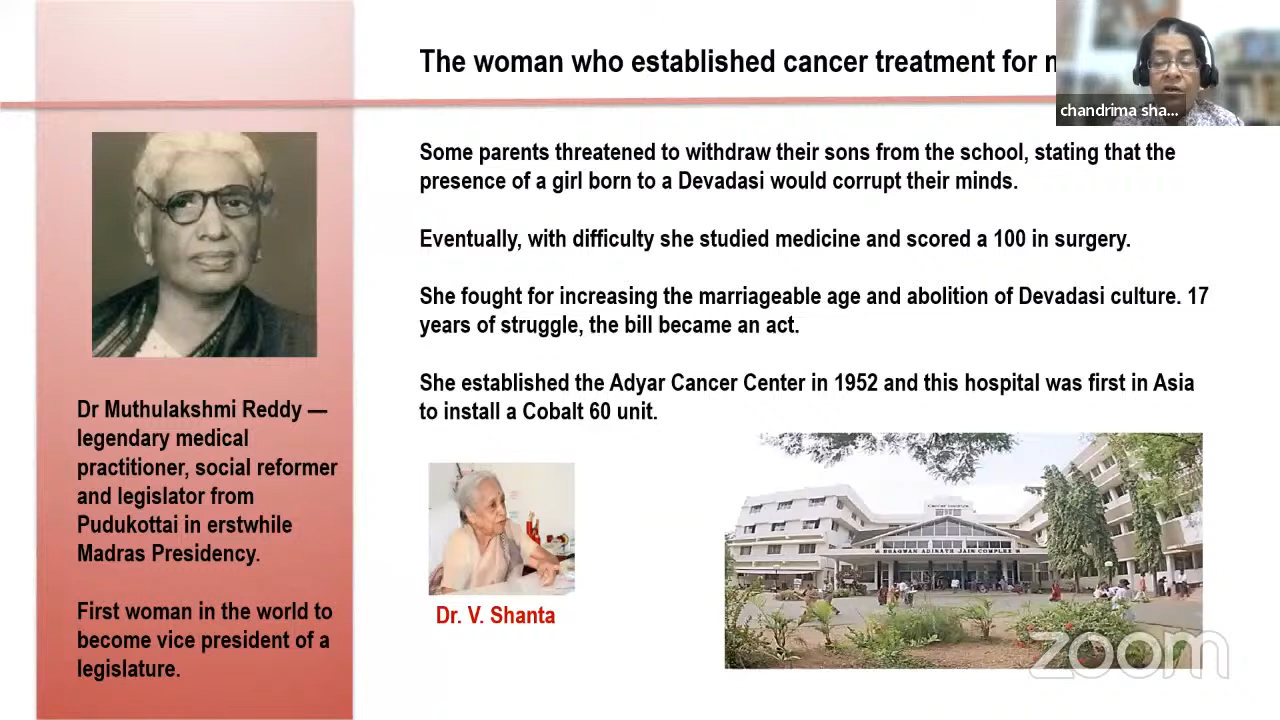 The woman who established cancer treatment for
chandrima sha...
Some parents threatened to withdraw their sons from the school, stating that the
presence of a girl born to a Devadasi would corrupt their minds.
Eventually, with difficulty she studied medicine and scored a 100 in surgery.
She fought for increasing the marriageable age and abolition of Devadasi culture. 17
years of struggle, the bill became an act.
She established the Adyar Cancer Center in 1952 and this hospital was first in Asia
to install a Cobalt 60 unit.
Dr Muthulakshmi Reddy —
legendary medical
practitioner, social reformer
and legislator from
Pudukottai in erstwhile
Madras Presidency.
First woman in the world to
become vice president of a
legislature.
Dr. V. Shanta
BHAGWAN ADINATH JAIN COMPLEX
zoom